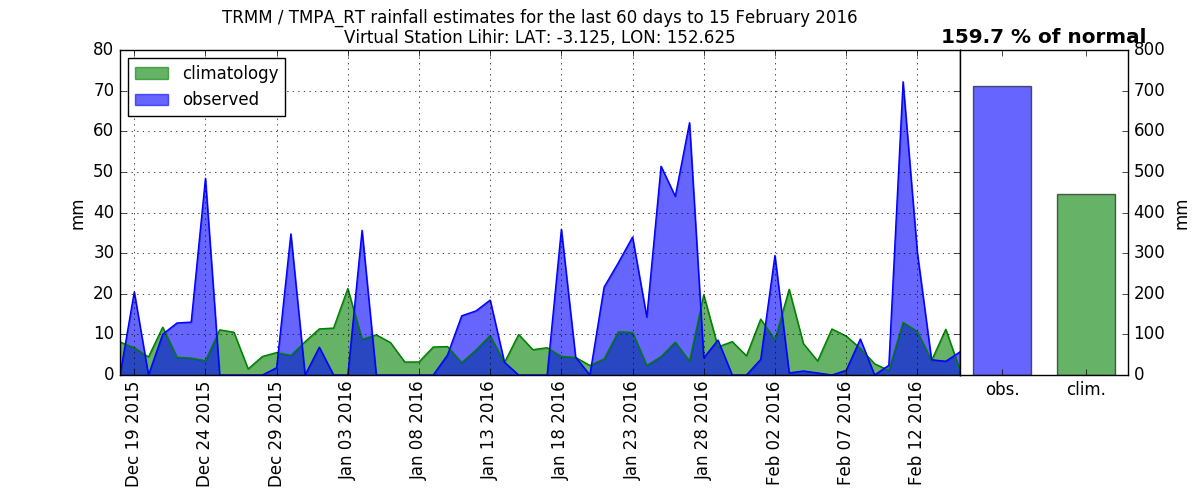 TRMM / TMPA_RT rainfall estimates for the last 60 days to 15 February 2016
Virtual Station Lihir: LAT: -3.125, LON: 152.625
159.7 % of normal
climatology
observed
mm
80
70
60
50
40
30
20
10
0
Dec 19 2015
Dec 24 2015
Dec 29 2015
Jan 03 2016
Jan 08 2016
Jan 13 2016
Jan 18 2016
Jan 23 2016
Jan 28 2016
Feb 02 2016
Feb 07 2016
Feb 12 2016
obs.
clim.
800
700
600
500
400
300
200
100
0
mm